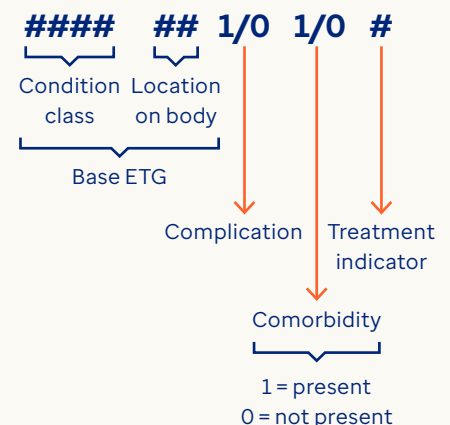 #### ## 1/0 1/0 #
Condition class
Location on body
Base ETG
Complication
Treatment indicator
Comorbidity
1 = present
0 = not present